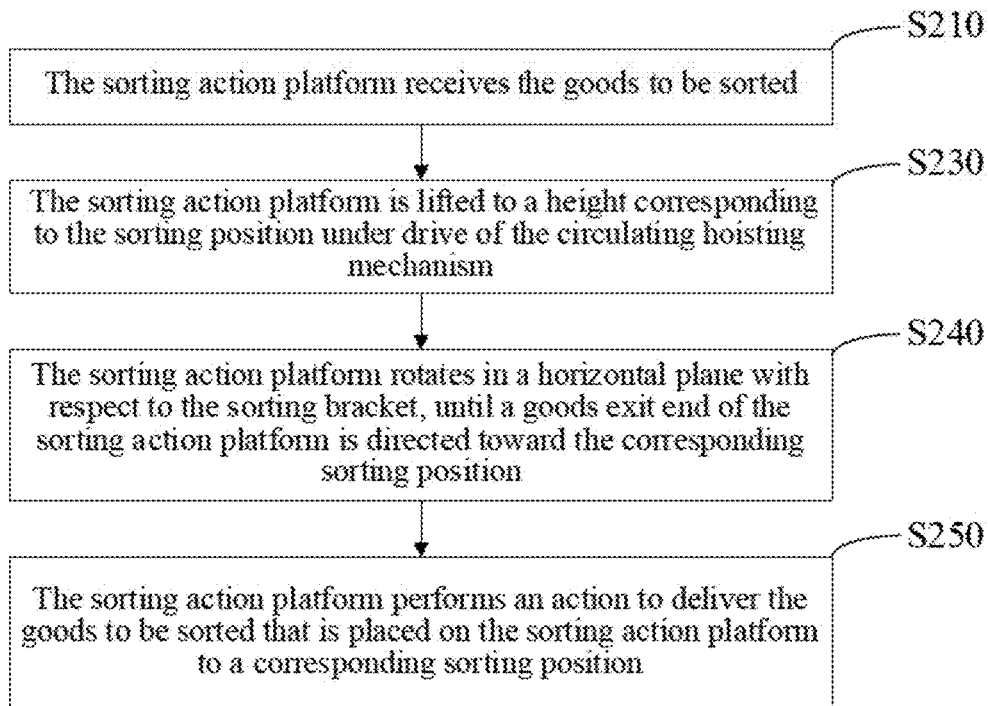 S210
The sorting action platform receives the goods to be sorted
S230
The sorting action platform is lifted to a height corresponding
to the sorting position under drive of the circulating hoisting
mechanism
S240
The sorting action platform rotates in a horizontal plane with
respect to the sorting bracket, until a goods exit end of the
sorting action platform is directed toward the corresponding
sorting position
S250
The sorting action platform performs an action to deliver the
goods to be sorted that is placed on the sorting action platform
to a corresponding sorting position